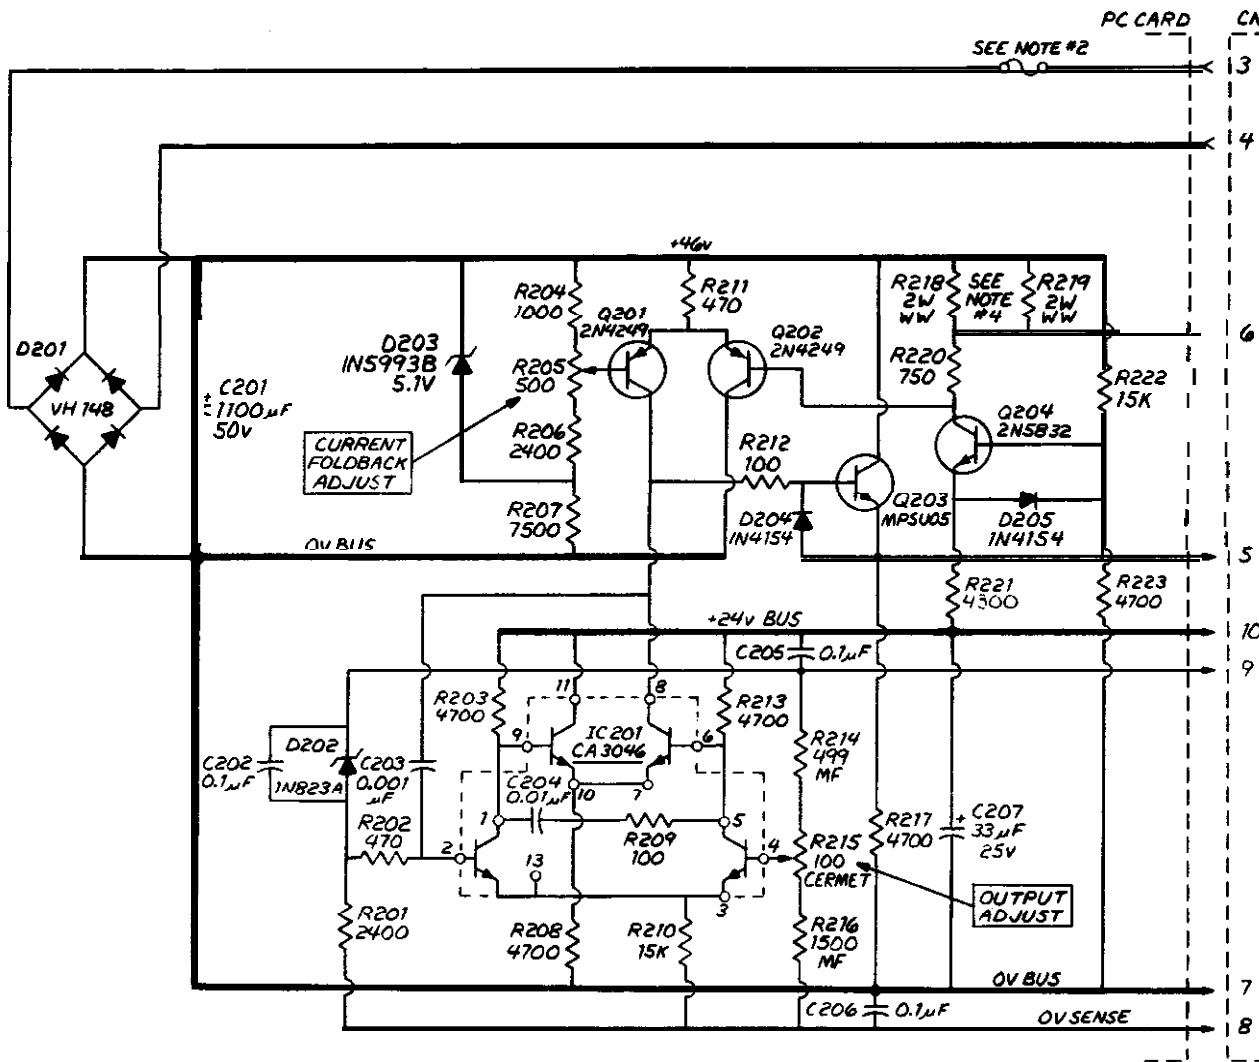 PC CARD
SEE NOTE #2
3
4
+46V
R204
1000
R211
470
R218
2W
WW
SEE
NOTE
#4
R219
2W
WW
Q201
2N4249
Q202
2N4249
6
D201
D203
1N5993B
5.1V
R205
500
R220
750
R222
15K
C201
1100µF
50V
VH 148
+
R206
2400
Q204
2N5832
CURRENT
FOLDBACK
ADJUST
R212
100
R207
7500
D204
1N4154
Q203
MPSU05
D205
1N4154
OV BUS
5
R221
4300
R223
4700
+24V BUS
10
C205
0.1µF
9
R203
4700
11
8
R213
4700
9
IC201
CA3046
6
R214
499
MF
C202
0.1µF
D202
1N823A
C203
0.001
µF
C204
0.01µF
10
7
1
5
R202
470
R209
100
R217
4700
+
C207
33µF
25V
2
13
4
R215
100
CERMET
3
OUTPUT
ADJUST
R201
2400
R208
4700
R210
15K
R216
1500
MF
OV BUS
7
C206
0.1µF
OV SENSE
8